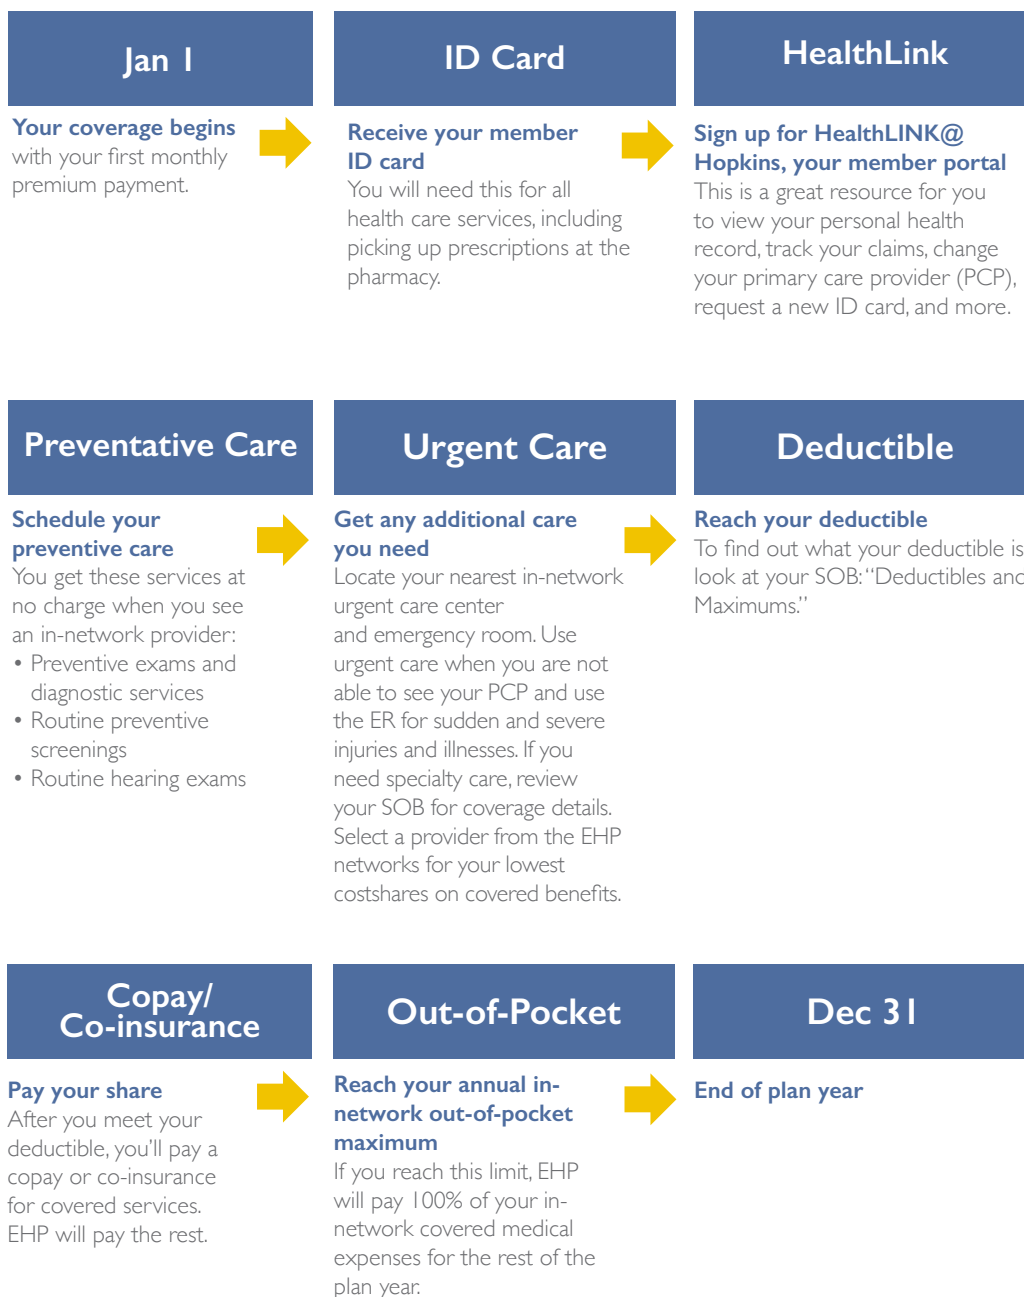 Jan 1
Your coverage begins
with your first monthly
premium payment.
ID Card
Receive your member
ID card
You will need this for all
health care services, including
picking up prescriptions at the
pharmacy.
HealthLink
Sign up for HealthLINK@
Hopkins, your member portal
This is a great resource for you
to view your personal health
record, track your claims, change
your primary care provider (PCP),
request a new ID card, and more.
Preventative Care
Schedule your
preventive care
You get these services at
no charge when you see
an in-network provider:
• Preventive exams and
diagnostic services
• Routine preventive
screenings
• Routine hearing exams
Urgent Care
Get any additional care
you need
Locate your nearest in-network
urgent care center
and emergency room. Use
urgent care when you are not
able to see your PCP and use
the ER for sudden and severe
injuries and illnesses. If you
need specialty care, review
your SOB for coverage details.
Select a provider from the EHP
networks for your lowest
costshares on covered benefits.
Deductible
Reach your deductible
To find out what your deductible is
look at your SOB: “Deductibles and
Maximums.”
Copay/
Co-insurance
Pay your share
After you meet your
deductible, you’ll pay a
copay or co-insurance
for covered services.
EHP will pay the rest.
Out-of-Pocket
Reach your annual in-
network out-of-pocket
maximum
If you reach this limit, EHP
will pay 100% of your in-
network covered medical
expenses for the rest of the
plan year.
Dec 31
End of plan year